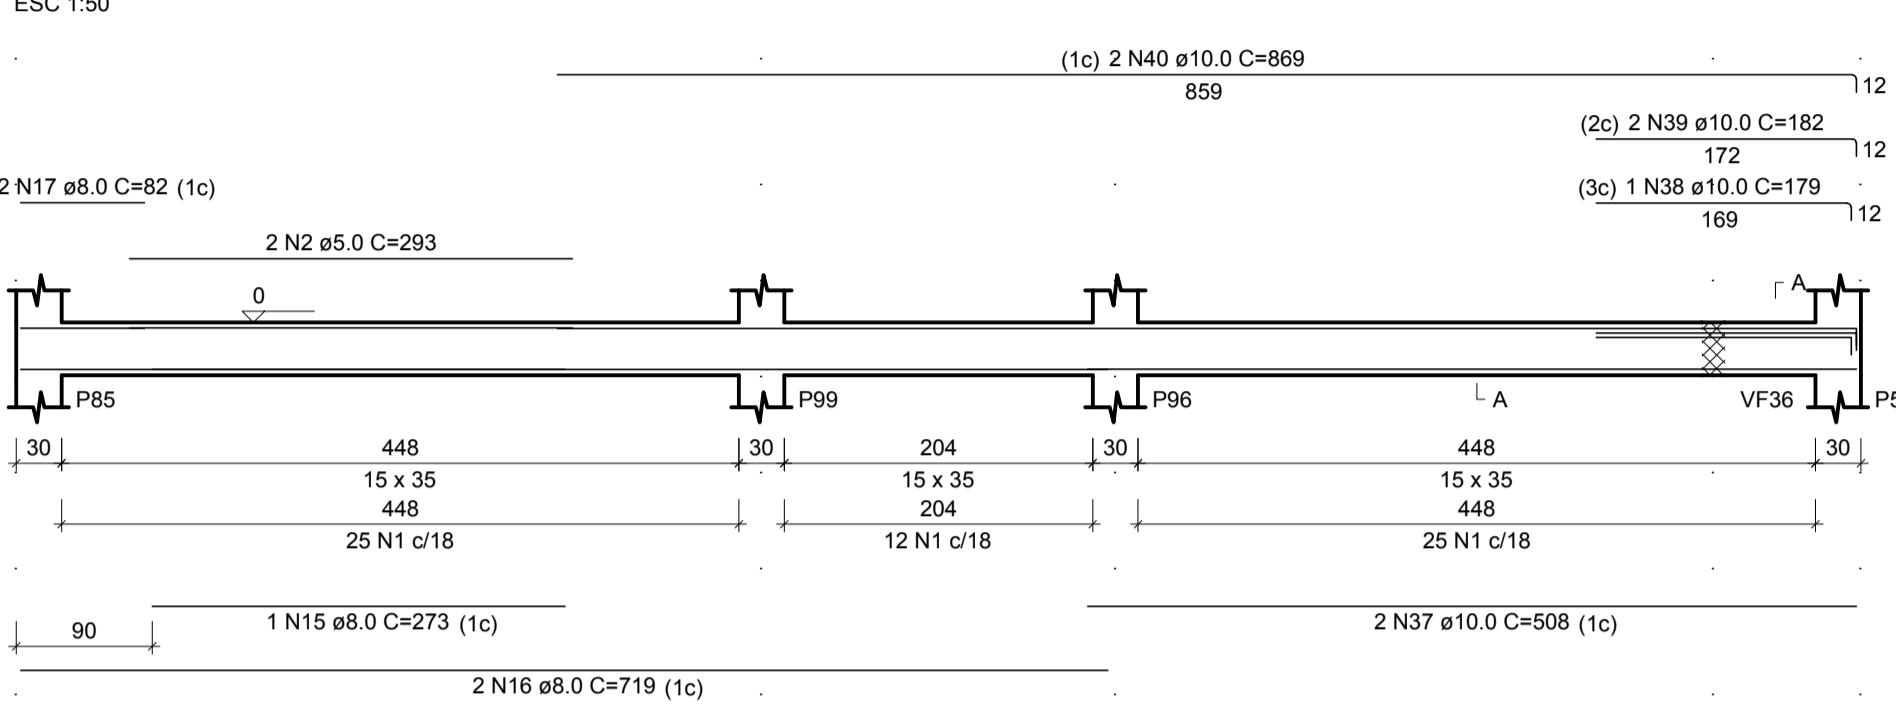 ESC 1:50
(1c) 2 N40 ø10.0 C=869
859
12
(2c) 2 N39 ø10.0 C=182
172
12
2 N17 ø8.0 C=82 (1c)
(3c) 1 N38 ø10.0 C=179
169
12
2 N2 ø5.0 C=293
0
A
P85
P99
P96
A
VF36
P5
30 448 30 204 30 448 30
15 x 35 15 x 35 15 x 35
448 204 448
25 N1 c/18 12 N1 c/18 25 N1 c/18
1 N15 ø8.0 C=273 (1c)
2 N37 ø10.0 C=508 (1c)
90
2 N16 ø8.0 C=719 (1c)